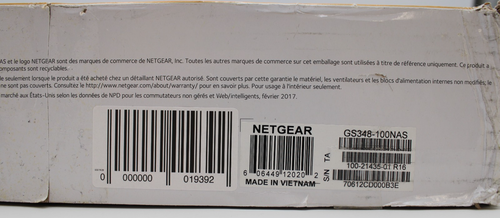 AS et le logo NETGEAR sont des marques de commerce de NETGEAR, Inc. Toutes les autres marques de commerce sur cet emballage sont utilisées à titre de référence uniquement. Ce produit a
omposants sont recyclables.
le seulement lorsque le produit a été acheté chez un détaillant NETGEAR autorisé. Sont couverts par cette garantie le matériel, les ventilateurs et les blocs d'alimentation internes non modifiés, le
ne sont pas couverts. Consultez le http://www.netgear.com/about/warranty/ pour en savoir plus. Pour usage à l'intérieur seulement.
marché aux États-Unis selon les données de NPD pour les commutateurs non gérés et Web/intelligents, février 2017.
0 000000 019392
NETGEAR
6 06449 12020 2
MADE IN VIETNAM
GS348-100NAS
S/N TA
100-21435-01 R16
70612CD000B3E